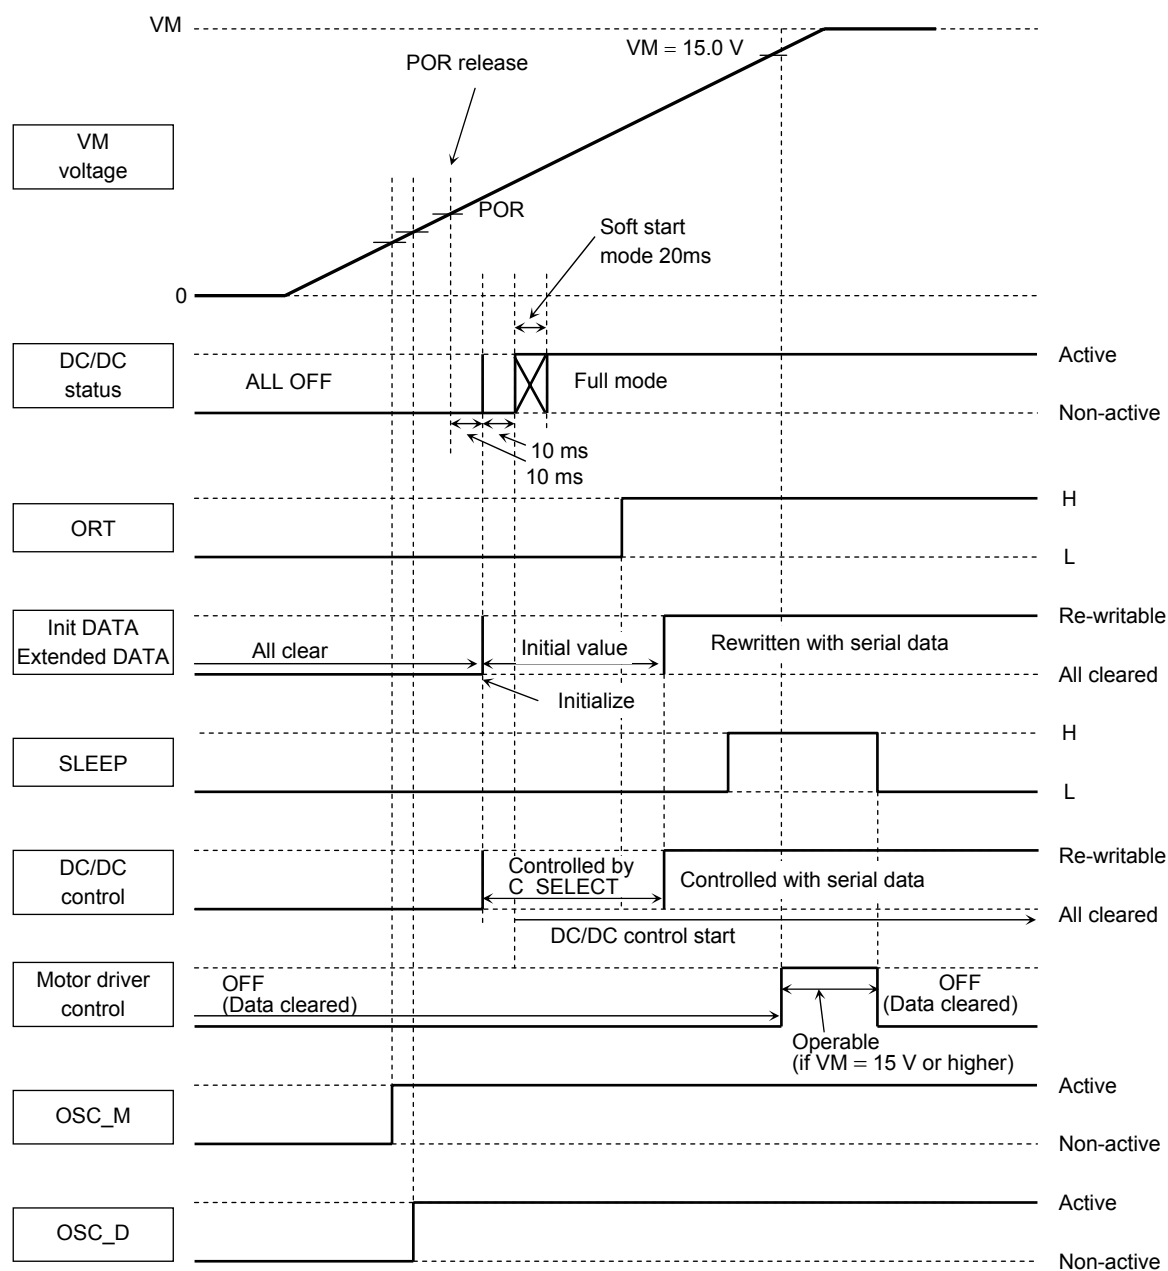 VM
VM = 15.0 V
POR release
VM
voltage
POR
Soft start
mode 20ms
0
DC/DC
status
ALL OFF
Full mode
Active
Non-active
10 ms
10 ms
ORT
H
L
Init DATA
Extended DATA
All clear
Initial value
Rewritten with serial data
Re-writable
All cleared
Initialize
SLEEP
H
L
DC/DC
control
Controlled by
C_SELECT
Controlled with serial data
Re-writable
All cleared
DC/DC control start
Motor driver
control
OFF
(Data cleared)
OFF
(Data cleared)
Operable
(if VM = 15 V or higher)
OSC_M
Active
Non-active
OSC_D
Active
Non-active